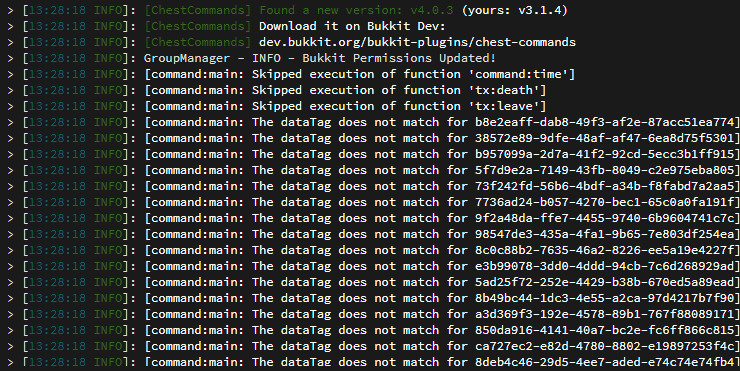 > [13:28:18 INFO]: [ChestCommands] Found a new version: v4.0.3 (yours: v3.1.4)
> [13:28:18 INFO]: [ChestCommands] Download it on Bukkit Dev:
> [13:28:18 INFO]: [ChestCommands] dev.bukkit.org/bukkit-plugins/chest-commands
> [13:28:18 INFO]: GroupManager - INFO - Bukkit Permissions Updated!
> [13:28:18 INFO]: [command:main: Skipped execution of function 'command:time']
> [13:28:18 INFO]: [command:main: Skipped execution of function 'tx:death']
> [13:28:18 INFO]: [command:main: Skipped execution of function 'tx:leave']
> [13:28:18 INFO]: [command:main: The dataTag does not match for b8e2eaff-dab8-49f3-af2e-87acc51ea774]
> [13:28:18 INFO]: [command:main: The dataTag does not match for 38572e89-9dfe-48af-af47-6ea8d75f5301]
> [13:28:18 INFO]: [command:main: The dataTag does not match for b957099a-2d7a-41f2-92cd-5ecc3b1ff915]
> [13:28:18 INFO]: [command:main: The dataTag does not match for 5f7d9e2a-7149-43fb-8049-c2e975eba805]
> [13:28:18 INFO]: [command:main: The dataTag does not match for 73f242fd-56b6-4bdf-a34b-f8fabd7a2aa5]
> [13:28:18 INFO]: [command:main: The dataTag does not match for 7736ad24-b057-4270-bec1-65c0a0fa191f]
> [13:28:18 INFO]: [command:main: The dataTag does not match for 9f2a48da-ffe7-4455-9740-6b9604741c7c]
> [13:28:18 INFO]: [command:main: The dataTag does not match for 98547de3-435a-4fa1-9b65-7e803df254ea]
> [13:28:18 INFO]: [command:main: The dataTag does not match for 8c0c88b2-7635-46a2-8226-ee5a19e4227f]
> [13:28:18 INFO]: [command:main: The dataTag does not match for e3b99078-3dd0-4ddd-94cb-7c6d268929ad]
> [13:28:18 INFO]: [command:main: The dataTag does not match for 5ad25f72-252e-4429-b38b-670ed5a89ead]
> [13:28:18 INFO]: [command:main: The dataTag does not match for 8b49bc44-1dc3-4e55-a2ca-97d4217b7f90]
> [13:28:18 INFO]: [command:main: The dataTag does not match for a3d369f3-192e-4578-89b1-767f88089171]
> [13:28:18 INFO]: [command:main: The dataTag does not match for 850da916-4141-40a7-bc2e-fc6ff866c815]
> [13:28:18 INFO]: [command:main: The dataTag does not match for ca727ec2-e82d-4780-8802-e19897253f4c]
> [13:28:18 INFO]: [command:main: The dataTag does not match for 8deb4c46-29d5-4ee7-aded-e74c74e74fb4]